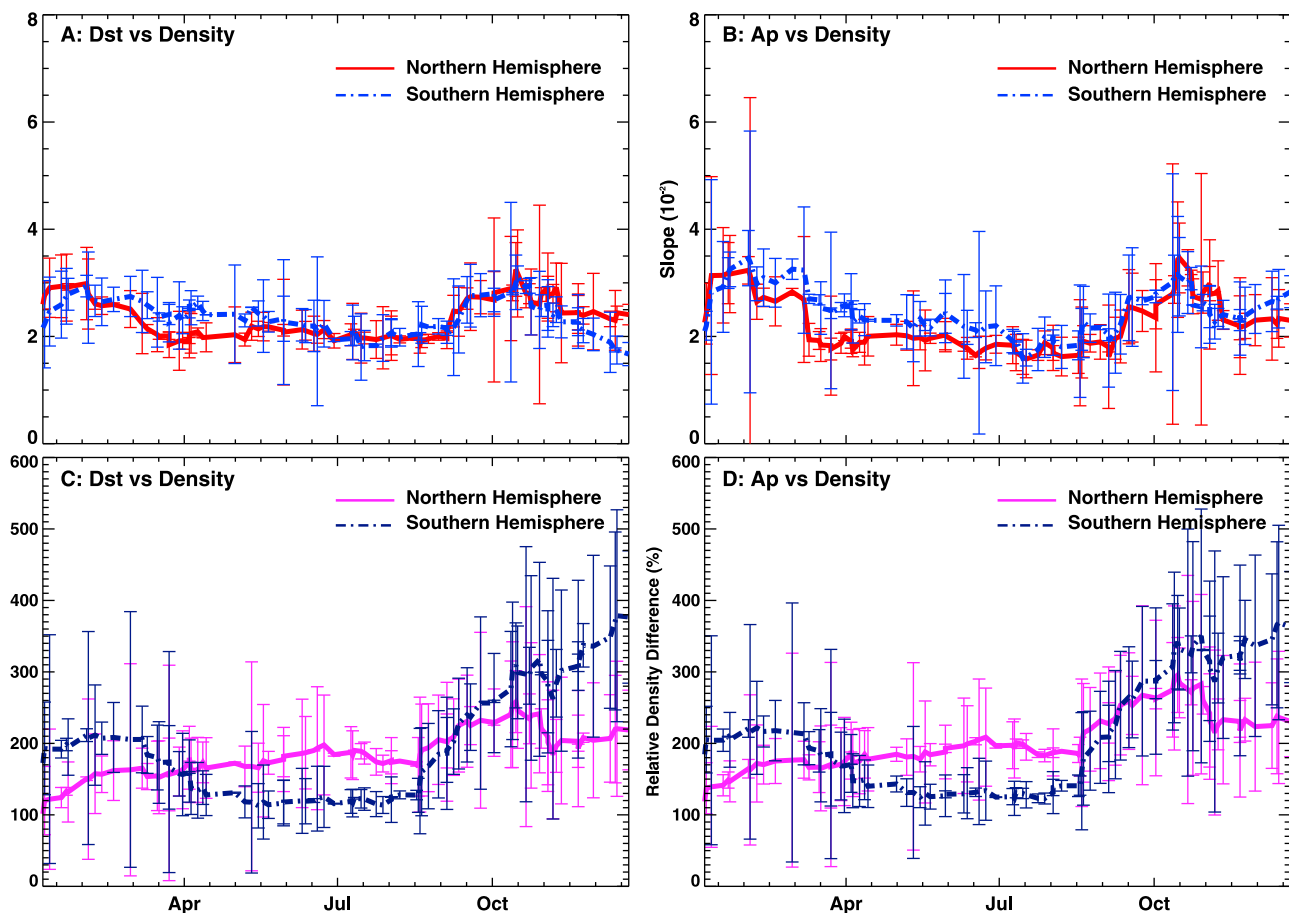 A: Dst vs Density
Northern Hemisphere
Southern Hemisphere
8
6
4
2
0
B: Ap vs Density
Northern Hemisphere
Southern Hemisphere
8
6
4
2
0
Slope (10⁻²)
C: Dst vs Density
Northern Hemisphere
Southern Hemisphere
600
500
400
300
200
100
0
Apr
Jul
Oct
D: Ap vs Density
Northern Hemisphere
Southern Hemisphere
600
500
400
300
200
100
0
Relative Density Difference (%)
Apr
Jul
Oct